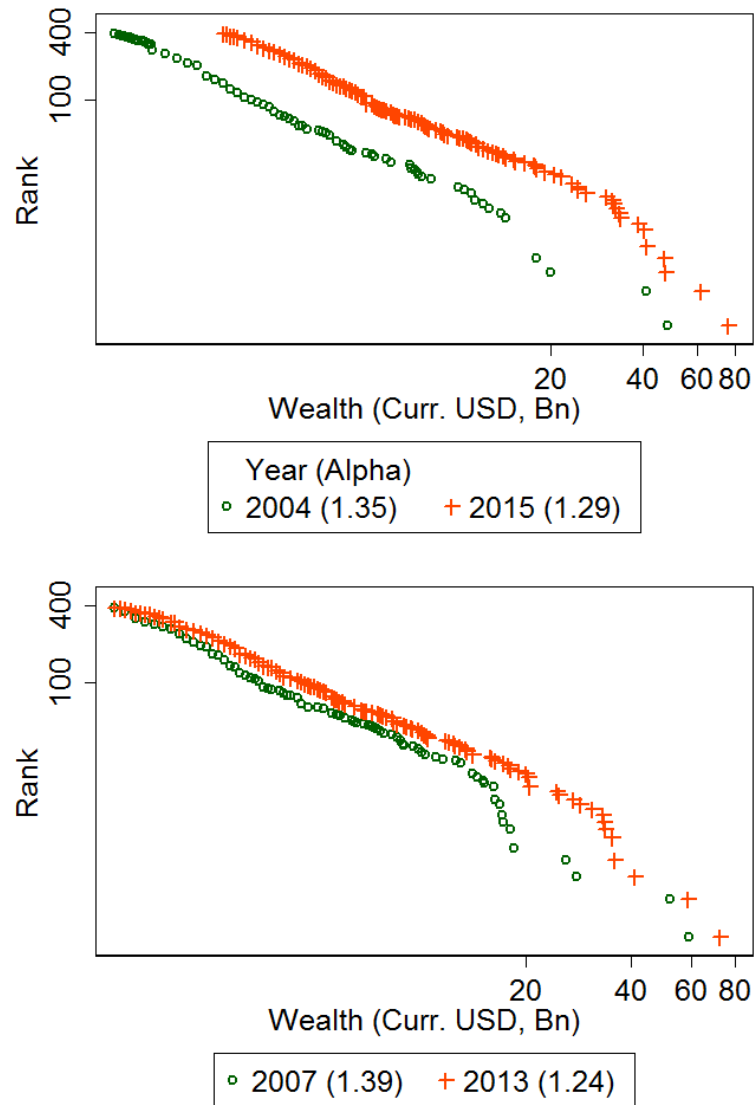 400
100
Rank
20 40 60 80
Wealth (Curr. USD, Bn)
Year (Alpha)
2004 (1.35) 2015 (1.29)
400
100
Rank
20 40 60 80
Wealth (Curr. USD, Bn)
2007 (1.39) 2013 (1.24)